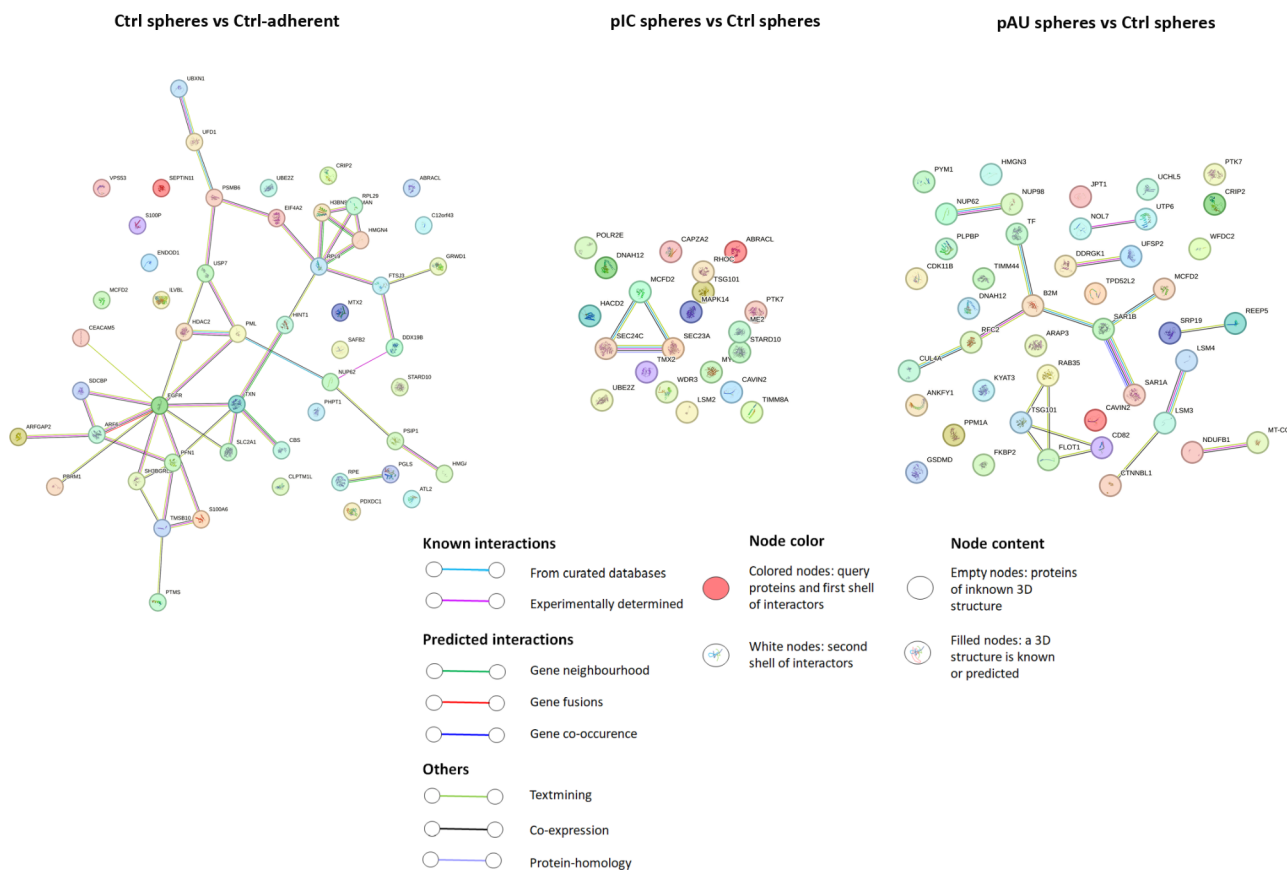 Ctrl spheres vs Ctrl-adherent
pIC spheres vs Ctrl spheres
pAU spheres vs Ctrl spheres
UBXN1
UFD1
VPS53
SEPTIN11
UBE2Z
CRIP2
ABRACL
PSMB6
RPL29
S100P
EIF4A2
HMGN4
C12orf43
ENDOD1
FTSJ3
GRWD1
USP7
MCFD2
ILVBL
MTX2
HINT1
CEACAM5
HDAC2
PML
SAFB2
DDX19B
NUP62
STARD10
SDCBP
EGFR
TXN
PHPT1
ARFGAP2
ARF6
SLC2A1
CBS
PSIP1
PFN1
CLPTM1L
RPE
PGLS
ATL2
PDXDC1
TMSB10
S100A6
PTMS
POLR2E
CAPZA2
ABRACL
DNAH12
RHOC
MCFD2
TSG101
HACD2
MAPK14
PTK7
ME2
SEC24C
SEC23A
STARD10
TMX2
UBE2Z
WDR3
CAVIN2
LSM2
TIMM8A
PYM1
HMGN3
PTK7
JPT1
UCHL5
CRIP2
NUP62
NUP98
TF
NOL7
UTP6
PLPBP
WFDC2
DDRGK1
UFSP2
CDK11B
TIMM44
TPD52L2
MCFD2
DNAH12
B2M
SAR1B
REEP5
RFC2
ARAP3
SRP19
CUL4A
RAB35
LSM4
ANKFY1
KYAT3
SAR1A
TSG101
CAVIN2
LSM3
PPM1A
CD82
NDUFB1
GSDMD
FKBP2
FLOT1
CTNNBL1
Known interactions
From curated databases
Experimentally determined
Predicted interactions
Gene neighbourhood
Gene fusions
Gene co-occurence
Others
Textmining
Co-expression
Protein-homology
Node color
Colored nodes: query
proteins and first shell
of interactors
White nodes: second
shell of interactors
Node content
Empty nodes: proteins
of inknown 3D
structure
Filled nodes: a 3D
structure is known
or predicted